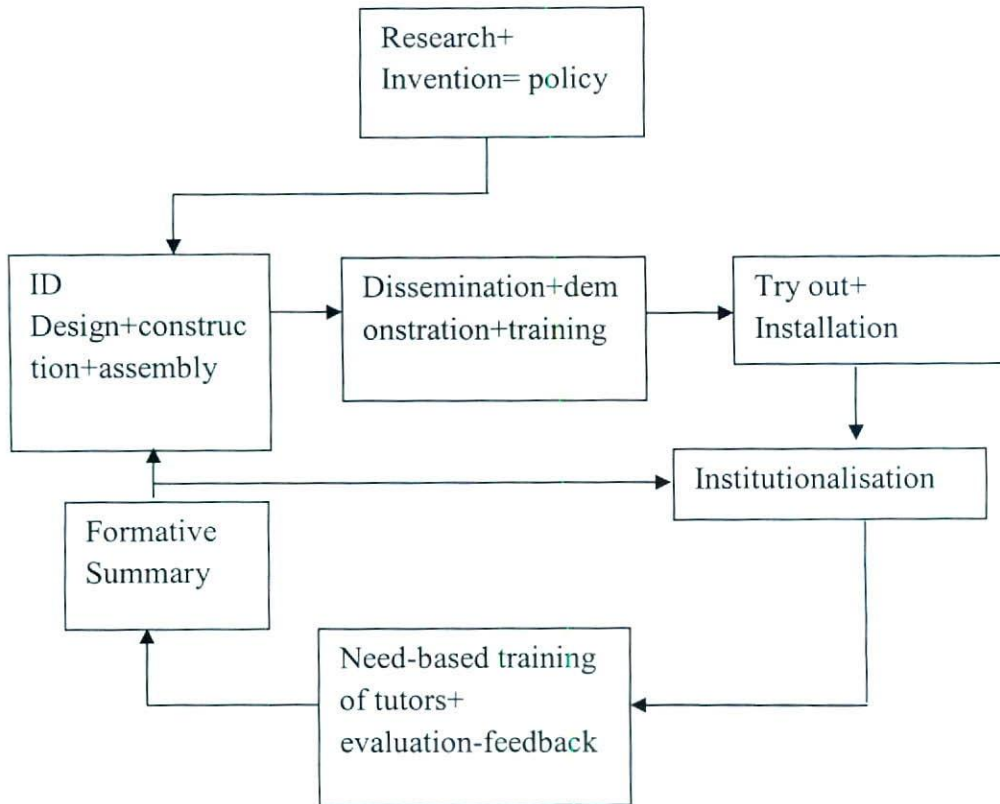 Research+
Invention= policy
ID
Design+construc
tion+assembly
Dissemination+dem
onstration+training
Try out+
Installation
Institutionalisation
Formative
Summary
Need-based training
of tutors+
evaluation-feedback